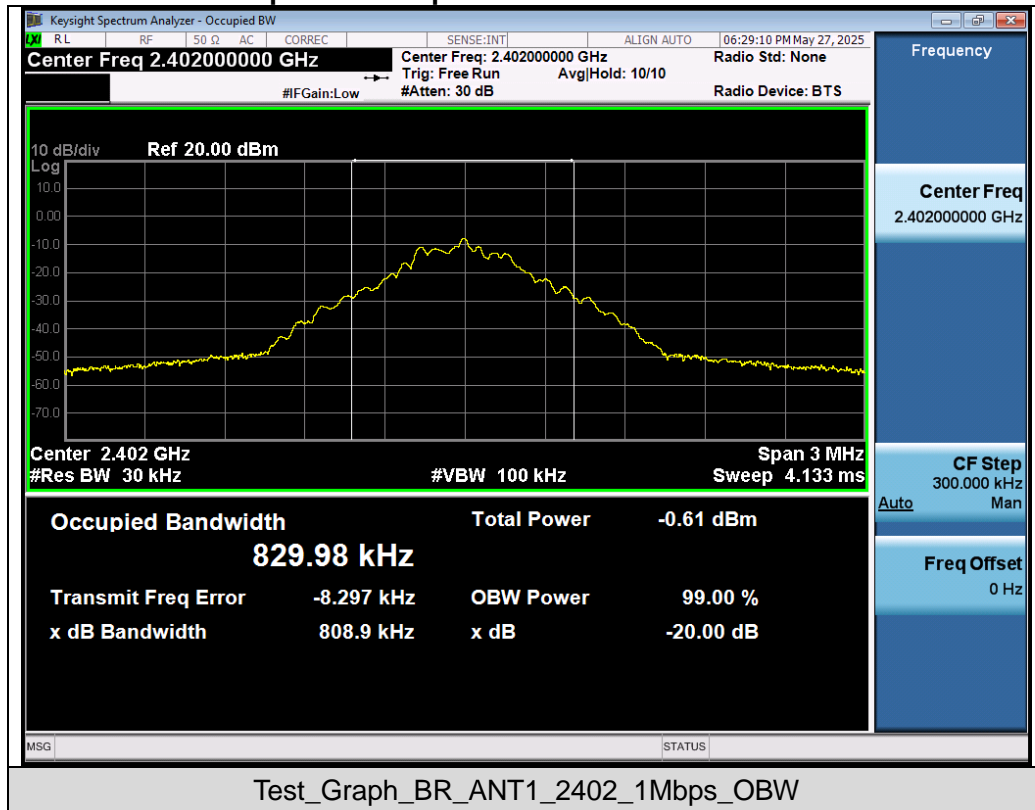 Keysight Spectrum Analyzer - Occupied BW
LXI RL RF 50 Ω AC CORREC SENSE:INT ALIGN AUTO 06:29:10 PM May 27, 2025
Center Freq 2.402000000 GHz
Center Freq: 2.402000000 GHz Radio Std: None
Trig: Free Run Avg|Hold: 10/10
#IFGain:Low #Atten: 30 dB Radio Device: BTS
10 dB/div Ref 20.00 dBm
Log
10.0
0.00
-10.0
-20.0
-30.0
-40.0
-50.0
-60.0
-70.0
Center 2.402 GHz Span 3 MHz
#Res BW 30 kHz #VBW 100 kHz Sweep 4.133 ms
Occupied Bandwidth Total Power -0.61 dBm
829.98 kHz
Transmit Freq Error -8.297 kHz OBW Power 99.00 %
x dB Bandwidth 808.9 kHz x dB -20.00 dB
MSG STATUS
Frequency
Center Freq
2.402000000 GHz
CF Step
300.000 kHz
Auto Man
Freq Offset
0 Hz
Test_Graph_BR_ANT1_2402_1Mbps_OBW